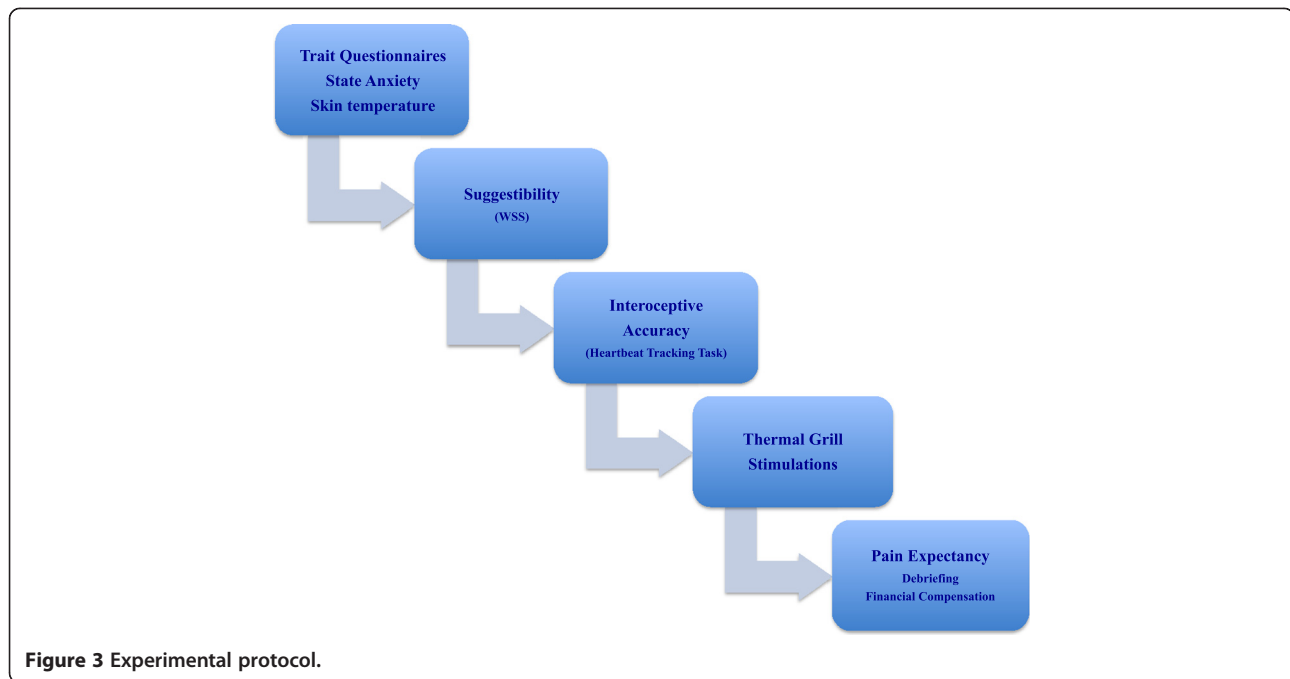 Trait Questionnaires
State Anxiety
Skin temperature
Suggestibility
(WSS)
Interoceptive
Accuracy
(Heartbeat Tracking Task)
Thermal Grill
Stimulations
Pain Expectancy
Debriefing
Financial Compensation
Figure 3 Experimental protocol.